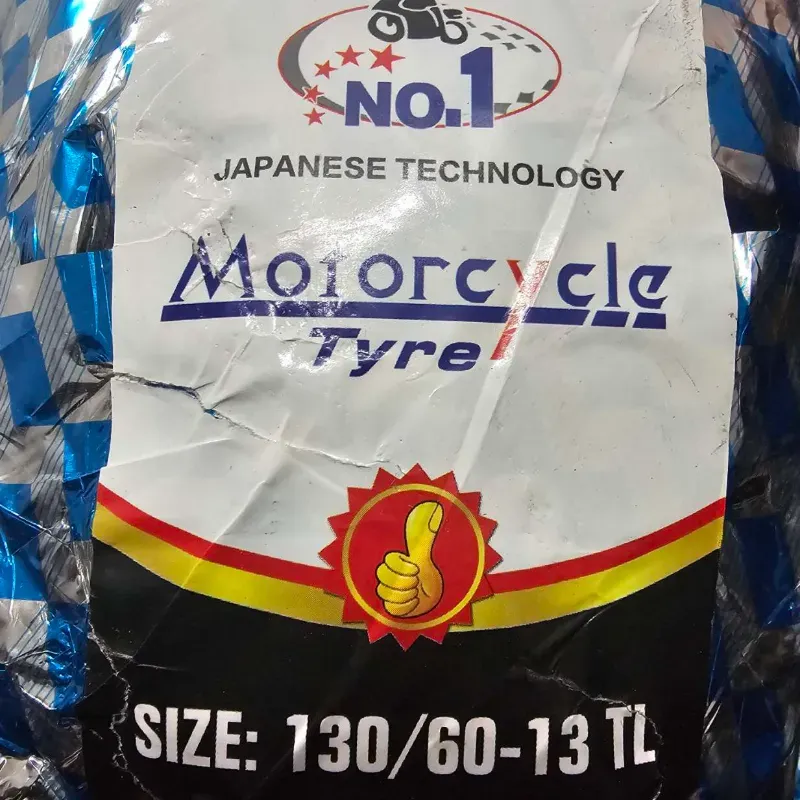 NO.1
JAPANESE TECHNOLOGY
Motorcycle
Tyre
SIZE: 130/60-13 TL